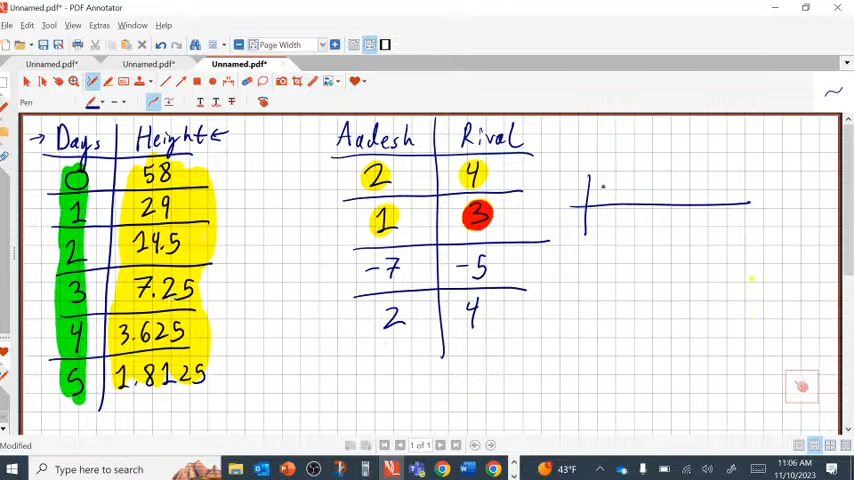 Unnamed.pdf* - PDF Annotator
File Edit Insert View Extras Window Help
Page Width
Unnamed.pdf* Unnamed.pdf* Unnamed.pdf*
Pen
→ Days Height ← Aadesh Rival
0 58 2 4
1 29 1 3
2 14.5
3 7.25 -7 -5
4 3.625 2 4
5 1.8125
1 of 1
Modified
Type here to search 43°F 11:06 AM
11/10/2023